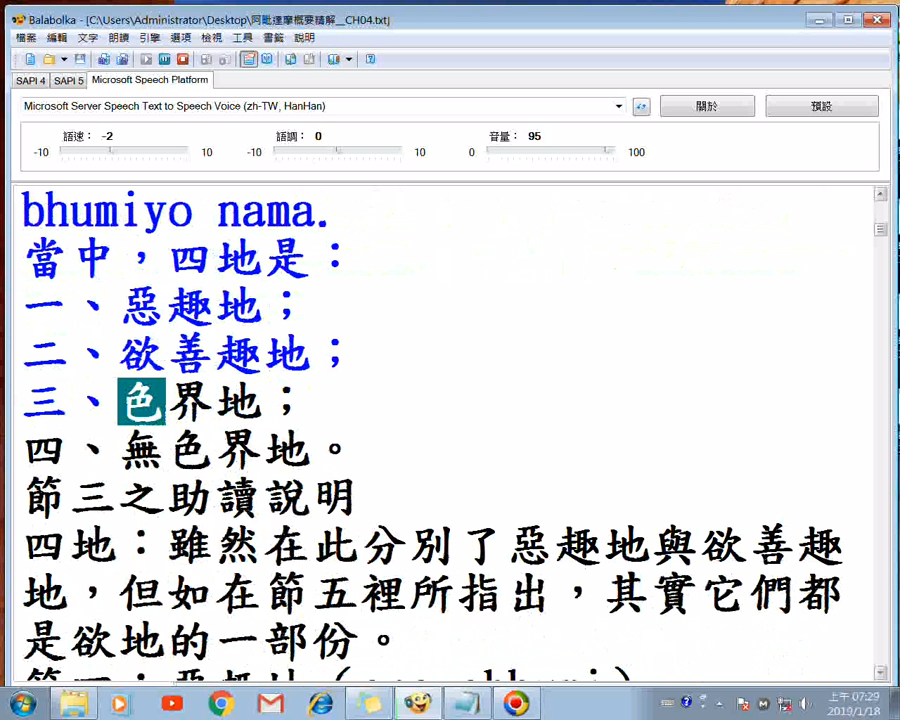 Balabolka - [C:\Users\Administrator\Desktop\阿毗達摩概要精解__CH04.txt]
檔案 編輯 文字 朗讀 引擎 選項 檢視 工具 書籤 說明
SAPI 4 SAPI 5 Microsoft Speech Platform
Microsoft Server Speech Text to Speech Voice (zh-TW, HanHan) 關於 預設
語速： -2 語調： 0 音量： 95
-10 10 -10 10 0 100
bhumiyo nama.
當中，四地是：
一、惡趣地；
二、欲善趣地；
三、色界地；
四、無色界地。
節三之助讀說明
四地：雖然在此分別了惡趣地與欲善趣
地，但如在節五裡所指出，其實它們都
是欲地的一部份。
上午 07:29
2019/1/18